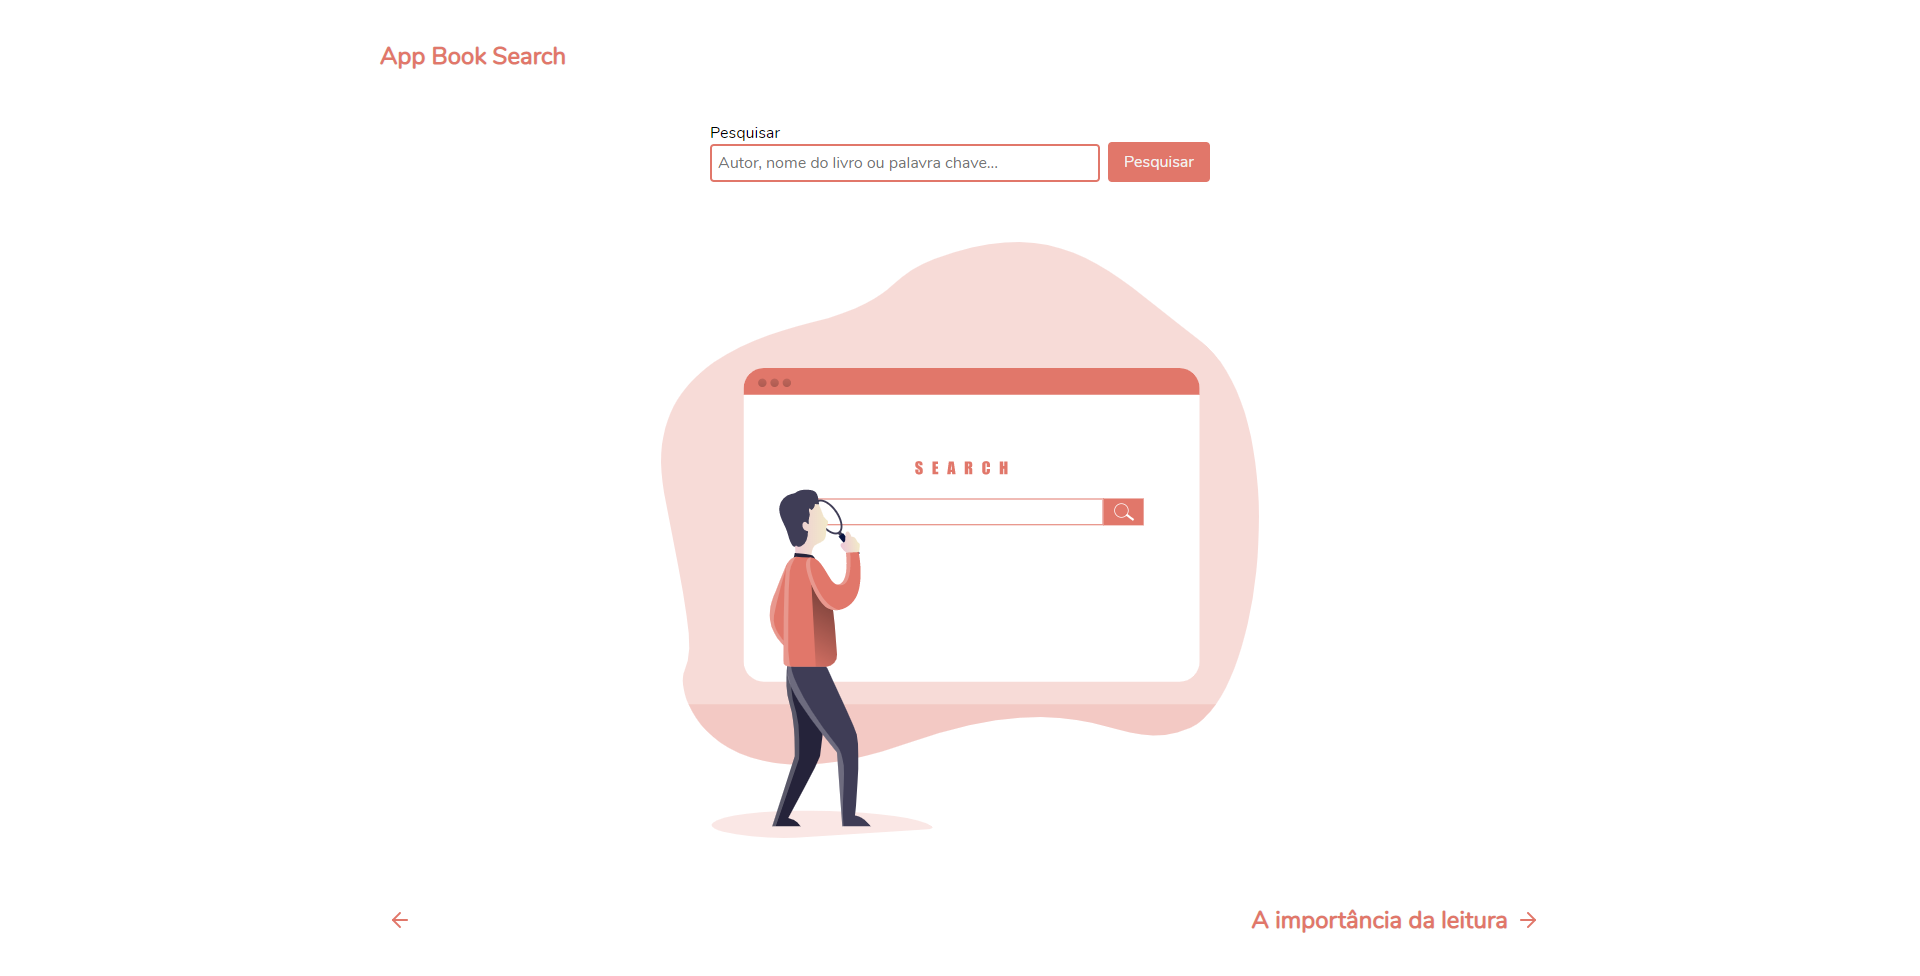 App Book Search
Pesquisar
Autor, nome do livro ou palavra chave...
Pesquisar
SEARCH
A importância da leitura